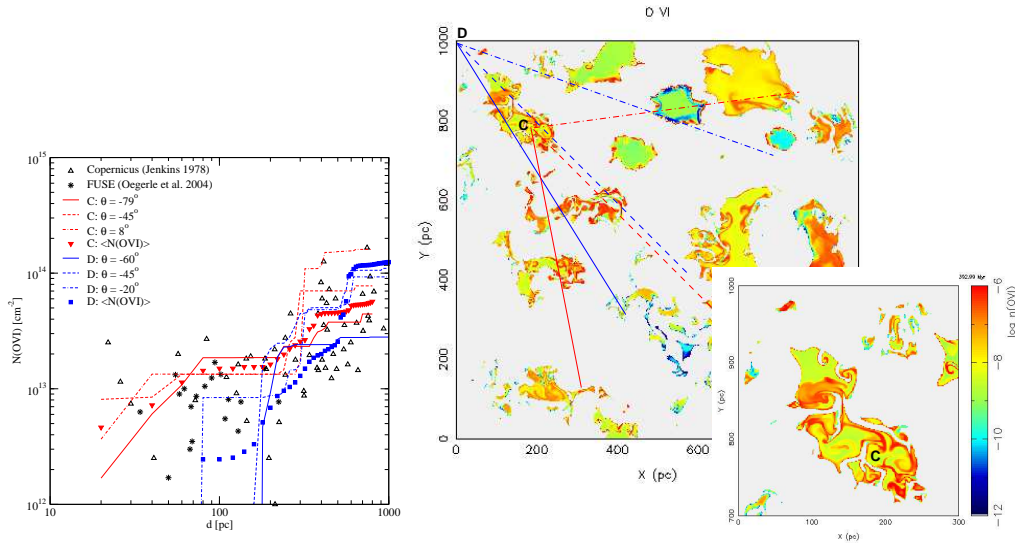 O VI
D
C
1000
800
600
400
200
0
Y (pc)
0
200
400
600
X (pc)
10^15
10^14
10^13
10^12
N(OVI) [cm^-2]
10
100
1000
d [pc]
Copernicus (Jenkins 1978)
FUSE (Oegerle et al. 2004)
C: θ = -79°
C: θ = -45°
C: θ = 8°
C: <N(OVI)>
D: θ = -60°
D: θ = -45°
D: θ = -20°
D: <N(OVI)>
1000
900
800
700
Y (pc)
0
100
200
300
X (pc)
C
−6
−8
−10
−12
log n(OVI)